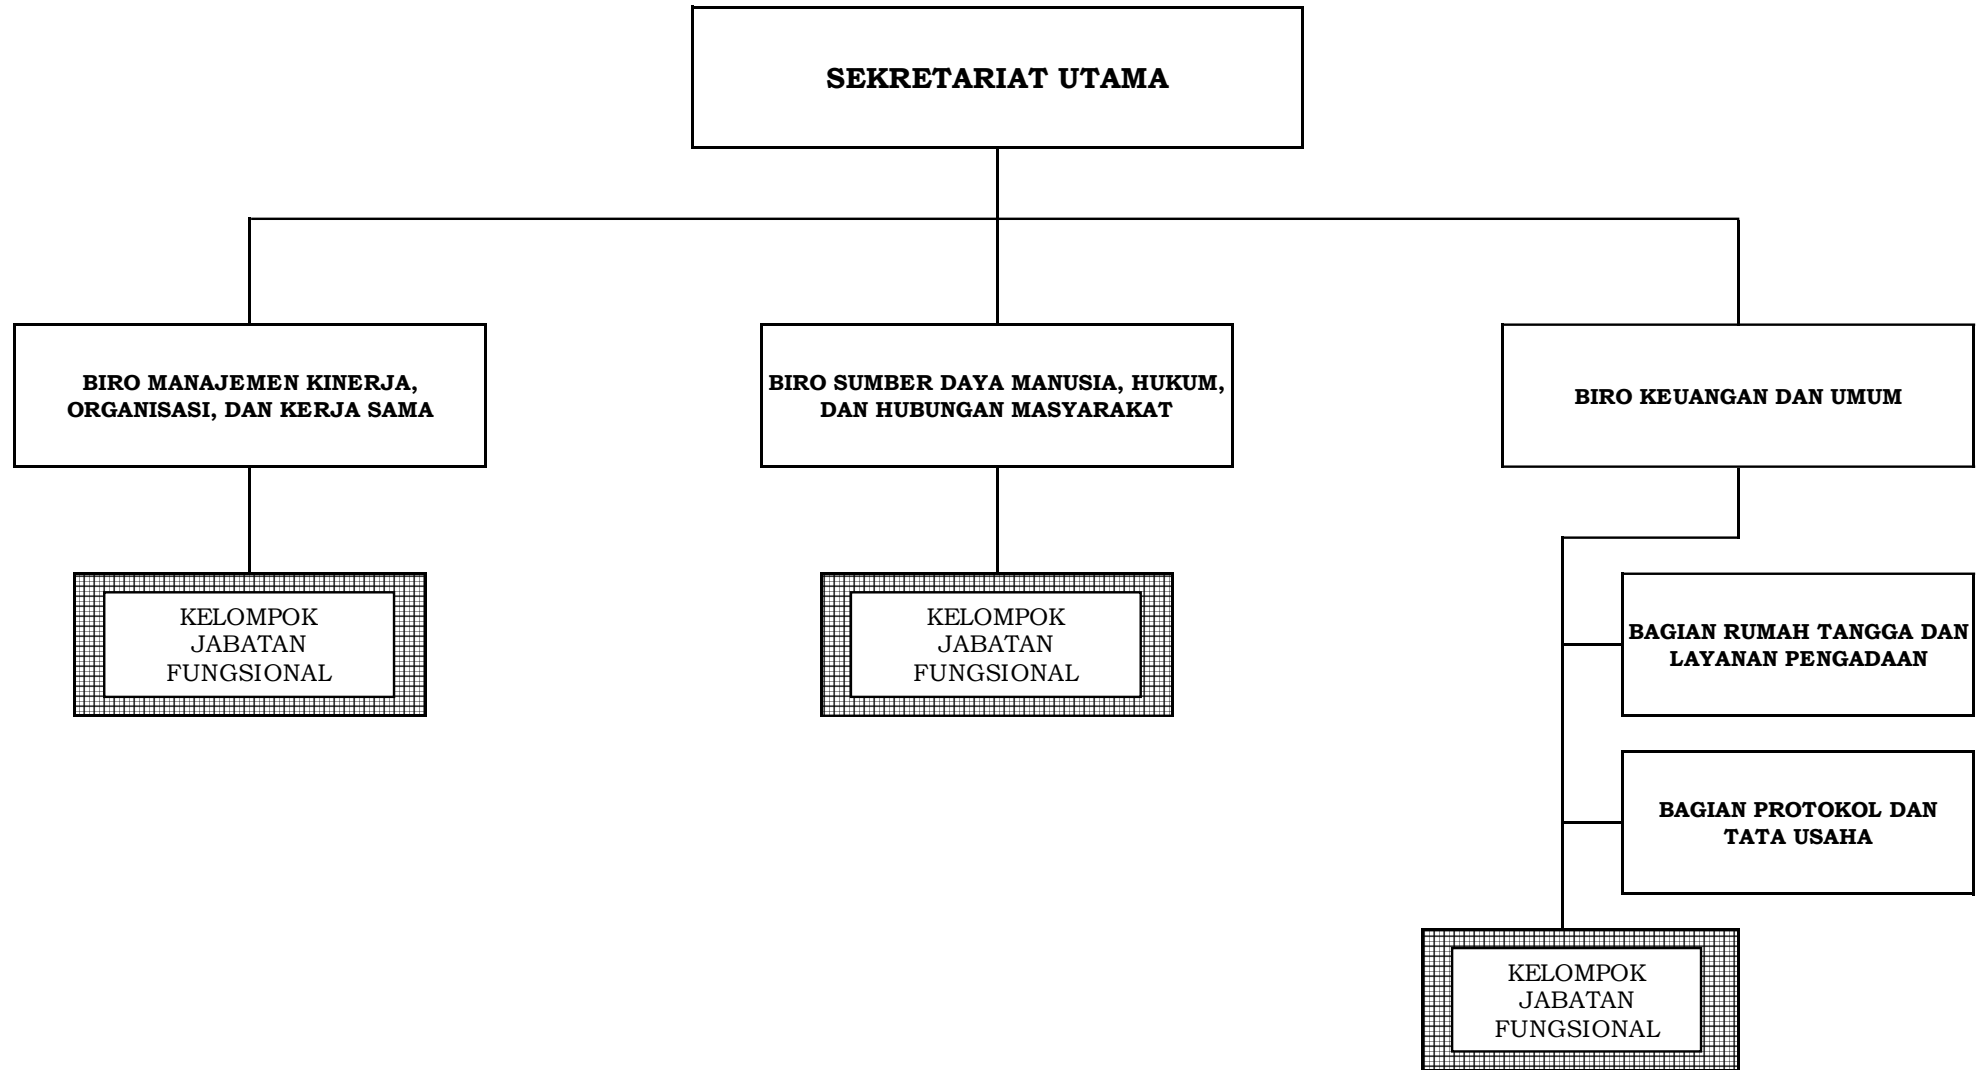 SEKRETARIAT UTAMA
BIRO MANAJEMEN KINERJA,
ORGANISASI, DAN KERJA SAMA
BIRO SUMBER DAYA MANUSIA, HUKUM,
DAN HUBUNGAN MASYARAKAT
BIRO KEUANGAN DAN UMUM
KELOMPOK
JABATAN
FUNGSIONAL
KELOMPOK
JABATAN
FUNGSIONAL
BAGIAN RUMAH TANGGA DAN
LAYANAN PENGADAAN
BAGIAN PROTOKOL DAN
TATA USAHA
KELOMPOK
JABATAN
FUNGSIONAL